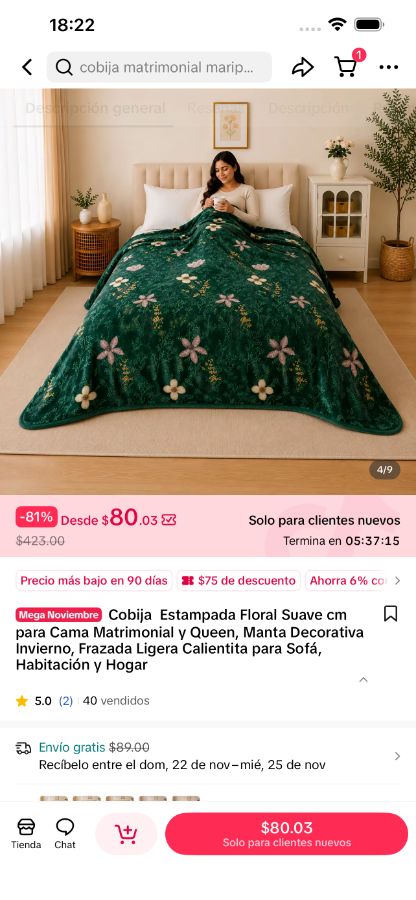 18:22
cobija matrimonial marip...
1
Descripción general Descripción
4/9
-81% Desde $80.03
Solo para clientes nuevos
$423.00
Termina en 05:37:15
Precio más bajo en 90 días
$75 de descuento
Ahorra 6% co
Mega Noviembre Cobija Estampada Floral Suave cm
para Cama Matrimonial y Queen, Manta Decorativa
Invierno, Frazada Ligera Calientita para Sofá,
Habitación y Hogar
5.0 (2) 40 vendidos
Envío gratis $89.00
Recíbelo entre el dom, 22 de nov–mié, 25 de nov
Tienda
Chat
$80.03
Solo para clientes nuevos